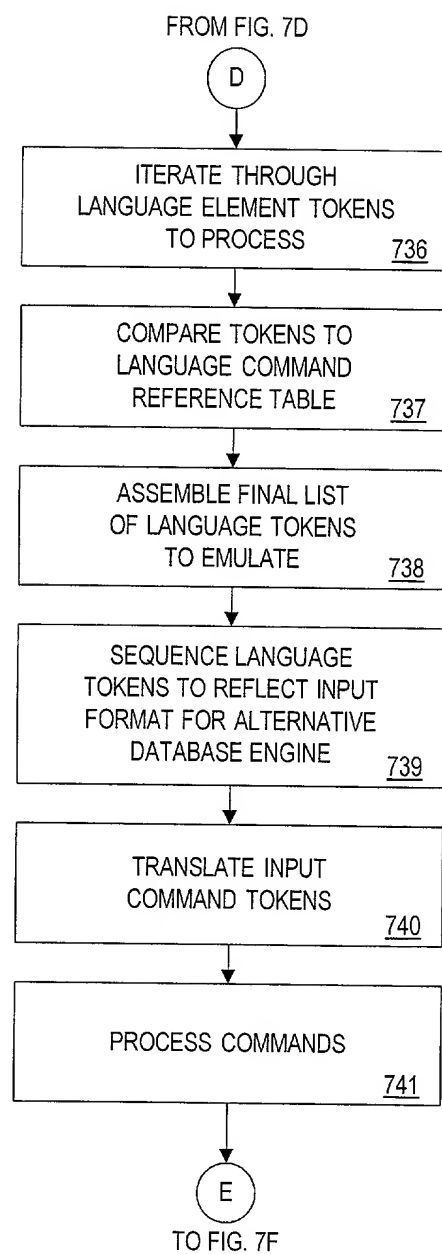 FROM FIG. 7D
D
ITERATE THROUGH
LANGUAGE ELEMENT TOKENS
TO PROCESS
736
COMPARE TOKENS TO
LANGUAGE COMMAND
REFERENCE TABLE
737
ASSEMBLE FINAL LIST
OF LANGUAGE TOKENS
TO EMULATE
738
SEQUENCE LANGUAGE
TOKENS TO REFLECT INPUT
FORMAT FOR ALTERNATIVE
DATABASE ENGINE
739
TRANSLATE INPUT
COMMAND TOKENS
740
PROCESS COMMANDS
741
E
TO FIG. 7F